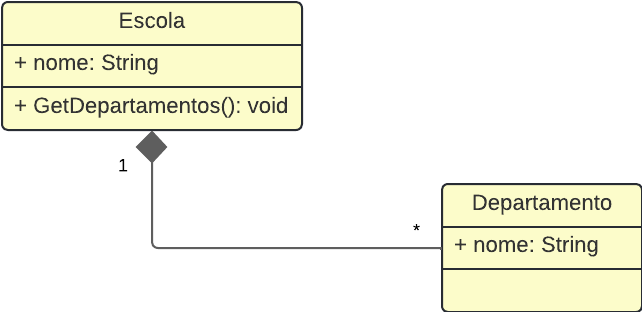 Escola
+ nome: String
+ GetDepartamentos(): void
1
*
Departamento
+ nome: String